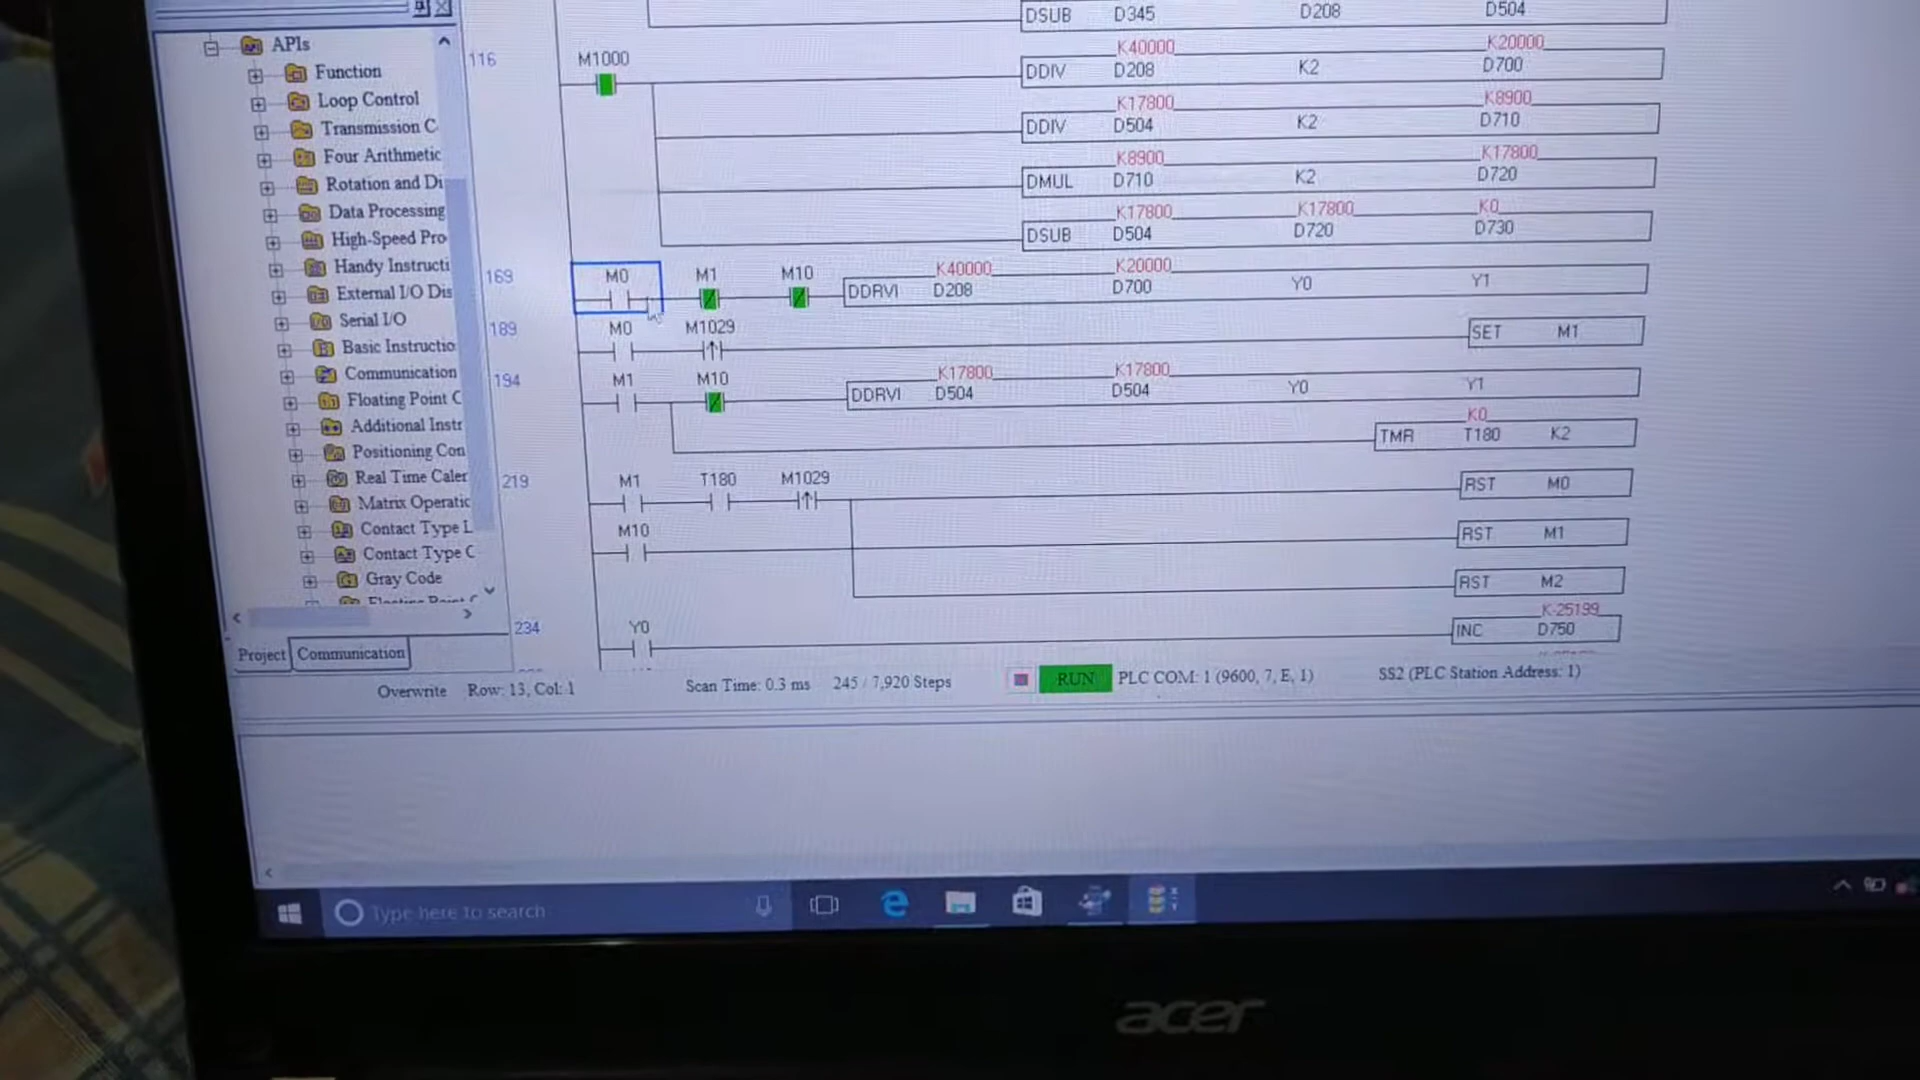 DSUB D345 D208 D504
APIs
Function
Loop Control
Transmission C
Four Arithmetic
Rotation and Di
Data Processing
High-Speed Pro
Handy Instructi
External I/O Dis
Serial I/O
Basic Instructio
Communication
Floating Point C
Additional Instr
Positioning Con
Real Time Caler
Matrix Operatic
Contact Type L
Contact Type C
Gray Code
Project Communication
116 M1000
K40000 K20000
DDIV D208 K2 D700
K17800 K8900
DDIV D504 K2 D710
K8900 K17800
DMUL D710 K2 D720
K17800 K17800 K0
DSUB D504 D720 D730
169 M0 M1 M10
K40000 K20000
DDRVI D208 D700 Y0 Y1
189 M0 M1029
SET M1
194 M1 M10
K17800 K17800
DDRVI D504 D504 Y0 Y1
K0
TMR T180 K2
219 M1 T180 M1029
RST M0
M10
RST M1
RST M2
234 Y0
K-25199
INC D750
Overwrite Row: 13, Col: 1 Scan Time: 0.3 ms 245 / 7,920 Steps RUN PLC COM: 1 (9600, 7, E, 1) SS2 (PLC Station Address: 1)
Type here to search
acer